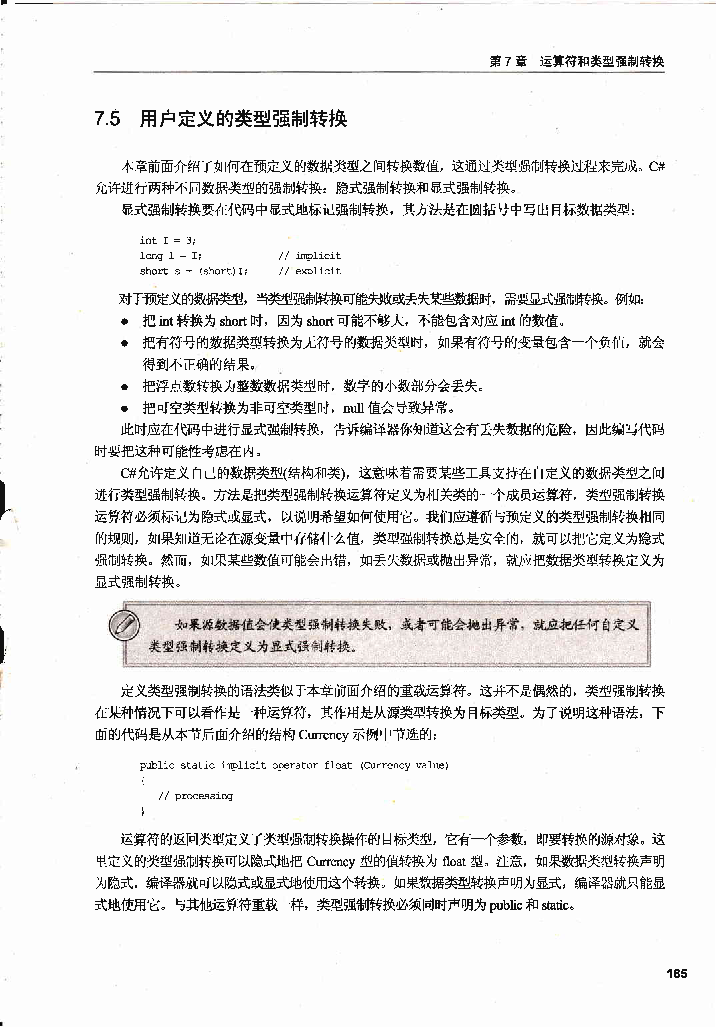 第7章 运算符和类型强制转换
7.5 用户定义的类型强制转换
本章前面介绍了如何在预定义的数据类型之间转换数值，这通过类型强制转换过程来完成。C#
允许进行两种不同数据类型的强制转换：隐式强制转换和显式强制转换。
显式强制转换要在代码中显式地标记强制转换，其方法是在圆括号中写出目标数据类型：
int I = 3;
long l = I; // implicit
short s = (short)I; // explicit
对于预定义的数据类型，当类型强制转换可能失败或丢失某些数据时，需要显式强制转换。例如：
● 把 int 转换为 short 时，因为 short 可能不够大，不能包含对应 int 的数值。
● 把有符号的数据类型转换为无符号的数据类型时，如果有符号的变量包含一个负值，就会
得到不正确的结果。
● 把浮点数转换为整数数据类型时，数字的小数部分会丢失。
● 把可空类型转换为非可空类型时，null 值会导致异常。
此时应在代码中进行显式强制转换，告诉编译器你知道这会有丢失数据的危险，因此编写代码
时要把这种可能性考虑在内。
C#允许定义自己的数据类型(结构和类)，这意味着需要某些工具支持在自定义的数据类型之间
进行类型强制转换。方法是把类型强制转换运算符定义为相关类的一个成员运算符，类型强制转换
运算符必须标记为隐式或显式，以说明希望如何使用它。我们应遵循与预定义的类型强制转换相同
的规则，如果知道无论在源变量中存储什么值，类型强制转换总是安全的，就可以把它定义为隐式
强制转换。然而，如果某些数值可能会出错，如丢失数据或抛出异常，就应把数据类型转换定义为
显式强制转换。
如果源数据值会使类型强制转换失败，或者可能会抛出异常，就应把任何自定义
类型强制转换定义为显式强制转换。
定义类型强制转换的语法类似于本章前面介绍的重载运算符。这并不是偶然的，类型强制转换
在某种情况下可以看作是一种运算符，其作用是从源类型转换为目标类型。为了说明这种语法，下
面的代码是从本节后面介绍的结构 Currency 示例中节选的：
public static implicit operator float (Currency value)
{
// processing
}
运算符的返回类型定义了类型强制转换操作的目标类型，它有一个参数，即要转换的源对象。这
里定义的类型强制转换可以隐式地把 Currency 型的值转换为 float 型。注意，如果数据类型转换声明
为隐式，编译器就可以隐式或显式地使用这个转换。如果数据类型转换声明为显式，编译器就只能显
式地使用它。与其他运算符重载一样，类型强制转换必须同时声明为 public 和 static。
185